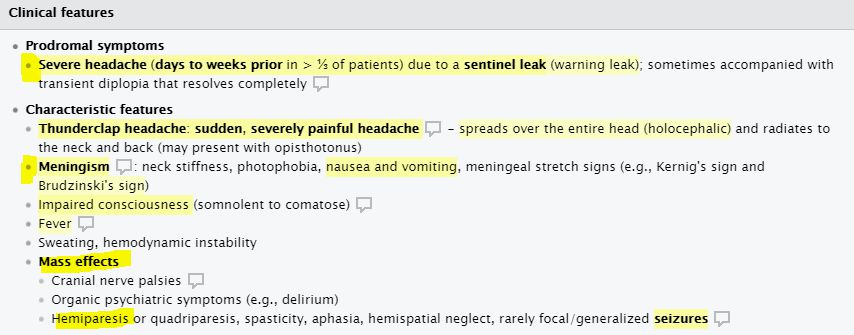 Clinical features
Prodromal symptoms
Severe headache (days to weeks prior in > ⅓ of patients) due to a sentinel leak (warning leak); sometimes accompanied with
transient diplopia that resolves completely
Characteristic features
Thunderclap headache: sudden, severely painful headache – spreads over the entire head (holocephalic) and radiates to
the neck and back (may present with opisthotonus)
Meningism : neck stiffness, photophobia, nausea and vomiting, meningeal stretch signs (e.g., Kernig's sign and
Brudzinski's sign)
Impaired consciousness (somnolent to comatose)
Fever
Sweating, hemodynamic instability
Mass effects
Cranial nerve palsies
Organic psychiatric symptoms (e.g., delirium)
Hemiparesis or quadriparesis, spasticity, aphasia, hemispatial neglect, rarely focal/generalized seizures